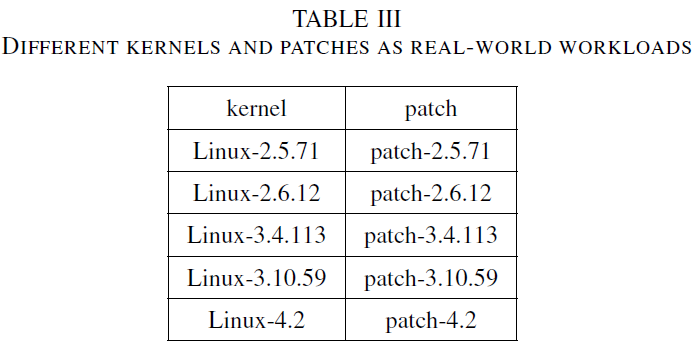 TABLE III
DIFFERENT KERNELS AND PATCHES AS REAL-WORLD WORKLOADS
kernel patch
Linux-2.5.71 patch-2.5.71
Linux-2.6.12 patch-2.6.12
Linux-3.4.113 patch-3.4.113
Linux-3.10.59 patch-3.10.59
Linux-4.2 patch-4.2